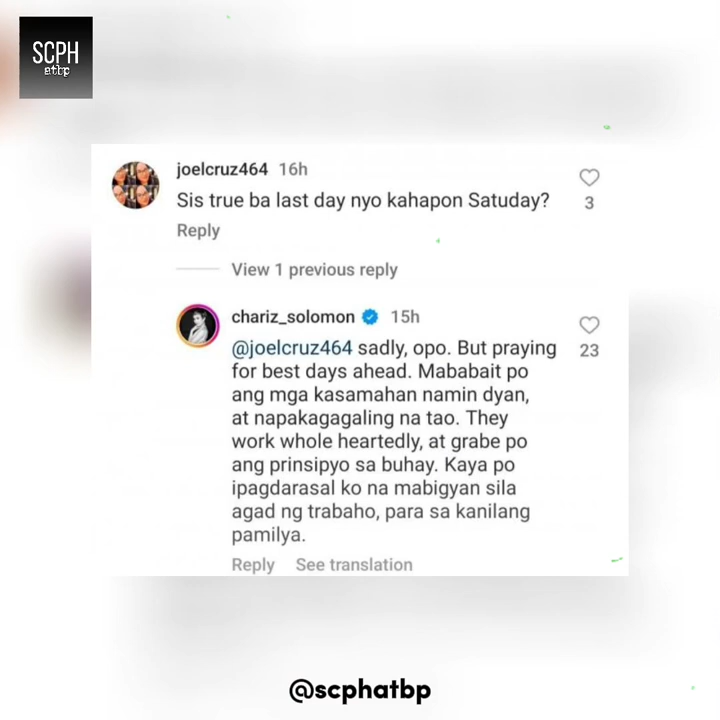 SCPH
atbp
joelcruz464 16h
Sis true ba last day nyo kahapon Satuday?
3
Reply
View 1 previous reply
chariz_solomon 15h
@joelcruz464 sadly, opo. But praying
23
for best days ahead. Mababait po
ang mga kasamahan namin dyan,
at napakagagaling na tao. They
work whole heartedly, at grabe po
ang prinsipyo sa buhay. Kaya po
ipagdarasal ko na mabigyan sila
agad ng trabaho, para sa kanilang
pamilya.
Reply See translation
@scphatbp